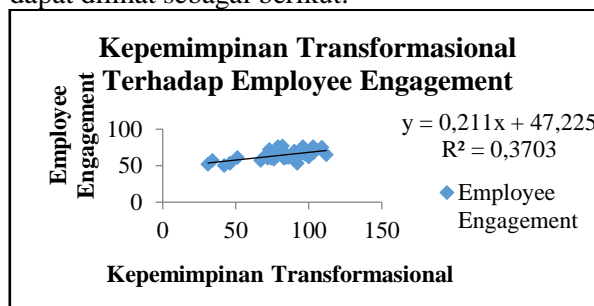 dapat dilihat sebagai berikut:
Kepemimpinan Transformasional
Terhadap Employee Engagement
Employee
Engagement
100
50
0
0
50
100
150
y = 0,211x + 47,225
R² = 0,3703
Employee
Engagement
Kepemimpinan Transformasional